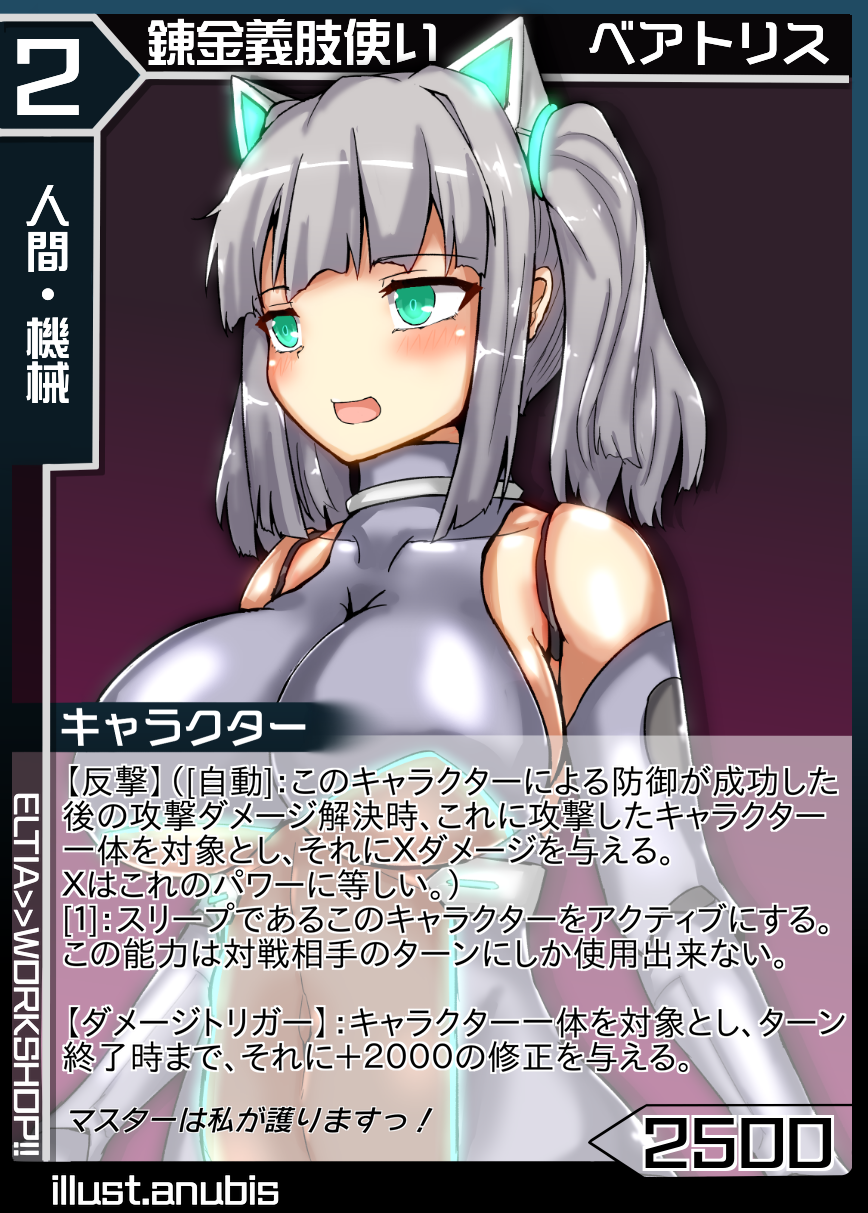 2
錬金義肢使い　ベアトリス
人間・機械
キャラクター
【反撃】([自動]:このキャラクターによる防御が成功した
後の攻撃ダメージ解決時、これに攻撃したキャラクター
一体を対象とし、それにXダメージを与える。
Xはこれのパワーに等しい。)
[1]:スリープであるこのキャラクターをアクティブにする。
この能力は対戦相手のターンにしか使用出来ない。
【ダメージトリガー】:キャラクター一体を対象とし、ターン
終了時まで、それに+2000の修正を与える。
マスターは私が護りますっ！
2500
ELTIA>>WORKSHOP!!
illust.anubis